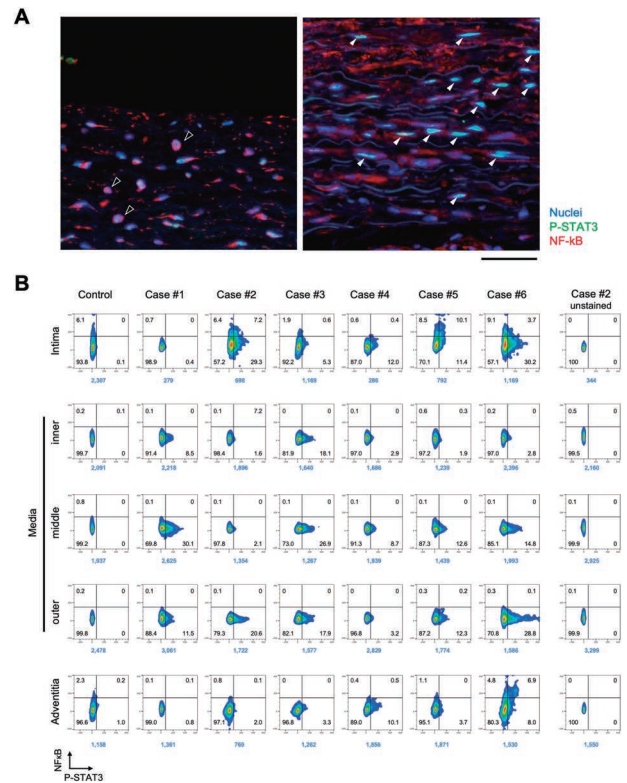 A
Nuclei
P-STAT3
NF-kB
B
Control Case #1 Case #2 Case #3 Case #4 Case #5 Case #6 Case #2 unstained
Intima
6.1 0 0.7 0 6.4 7.2 1.9 0.6 0.6 0.4 8.5 10.1 9.1 3.7 0 0
93.8 0.1 98.9 0.4 57.2 29.3 92.2 5.3 87.0 12.0 70.1 11.4 57.1 30.2 100 0
2,307 279 1,169 286 792 1,169 344
Media
inner
0.2 0.1 0.1 0 0.1 7.2 0 0 0.1 0 0.6 0.3 0.2 0 0.5 0
99.7 0 91.4 8.5 98.4 1.6 81.9 18.1 97.0 2.9 97.2 1.9 97.0 2.8 99.5 0
2,091 2,218 1,896 1,640 1,686 1,239 2,396 2,160
middle
0.8 0 0.1 0 0.1 0 0.1 0 0.1 0 0.1 0 0.1 0 0.1 0
99.2 0 69.8 30.1 97.8 2.1 73.0 26.9 91.3 8.7 87.3 12.6 85.1 14.8 99.9 0
1,937 2,625 1,354 1,267 1,939 1,439 1,993 2,925
outer
0.2 0 0.1 0 0.1 0 0 0 0 0 0.3 0.2 0.3 0.1 0.1 0
99.8 0 88.4 11.5 79.3 20.6 82.1 17.9 96.8 3.2 87.2 12.3 70.8 28.8 99.9 0
2,478 3,061 1,722 1,577 2,829 1,774 1,586 3,296
Adventitia
2.3 0.2 0.1 0 0.8 0.1 0 0 0.4 0.5 1.1 0.1 4.8 6.9 0 0
96.6 1.0 99.0 0.8 97.1 2.0 96.8 3.3 89.0 10.1 95.1 3.7 80.3 8.0 100 0
1,158 1,361 769 1,262 1,856 1,871 1,530 1,550
NFκB
P-STAT3